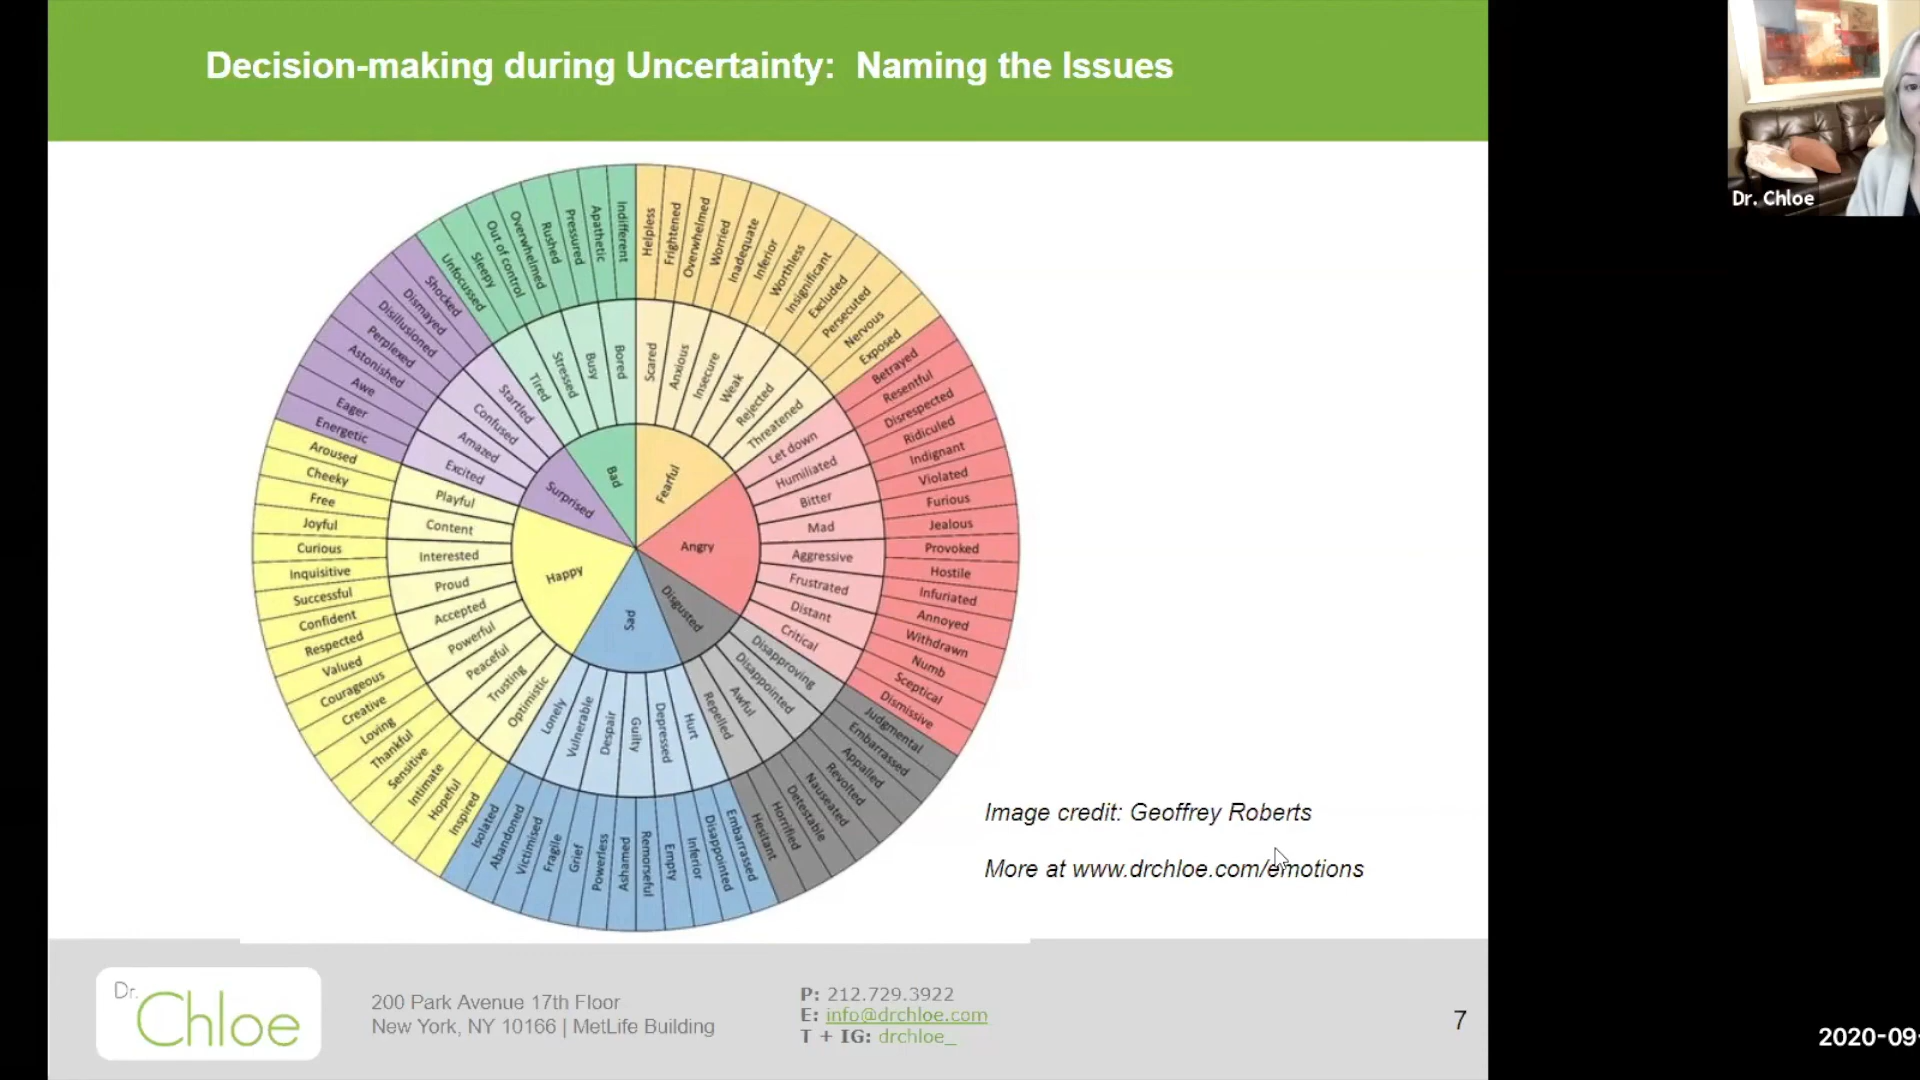 Decision-making during Uncertainty: Naming the Issues
Dr. Chloe
Bad
Fearful
Angry
Disgusted
Sad
Happy
Surprised
Tired
Stressed
Busy
Bored
Scared
Anxious
Insecure
Weak
Rejected
Threatened
Let down
Humiliated
Bitter
Mad
Aggressive
Frustrated
Distant
Critical
Disapproving
Disappointed
Awful
Repelled
Hurt
Depressed
Guilty
Despair
Vulnerable
Lonely
Optimistic
Trusting
Peaceful
Powerful
Accepted
Proud
Interested
Content
Playful
Excited
Amazed
Confused
Startled
Unfocussed
Sleepy
Out of control
Overwhelmed
Rushed
Pressured
Apathetic
Indifferent
Helpless
Frightened
Overwhelmed
Worried
Inadequate
Inferior
Worthless
Insignificant
Excluded
Persecuted
Nervous
Exposed
Betrayed
Resentful
Disrespected
Ridiculed
Indignant
Violated
Furious
Jealous
Provoked
Hostile
Infuriated
Annoyed
Withdrawn
Numb
Sceptical
Dismissive
Judgmental
Embarrassed
Appalled
Revolted
Nauseated
Detestable
Horrified
Hesitant
Embarrassed
Disappointed
Inferior
Empty
Remorseful
Ashamed
Powerless
Grief
Fragile
Victimised
Abandoned
Isolated
Inspired
Hopeful
Intimate
Sensitive
Thankful
Loving
Creative
Courageous
Valued
Respected
Confident
Successful
Inquisitive
Curious
Joyful
Free
Cheeky
Aroused
Energetic
Eager
Awe
Astonished
Perplexed
Disillusioned
Dismayed
Shocked
Image credit: Geoffrey Roberts
More at www.drchloe.com/emotions
Dr.
Chloe
200 Park Avenue 17th Floor
New York, NY 10166 | MetLife Building
P: 212.729.3922
E: info@drchloe.com
T + IG: drchloe_
7
2020-09-